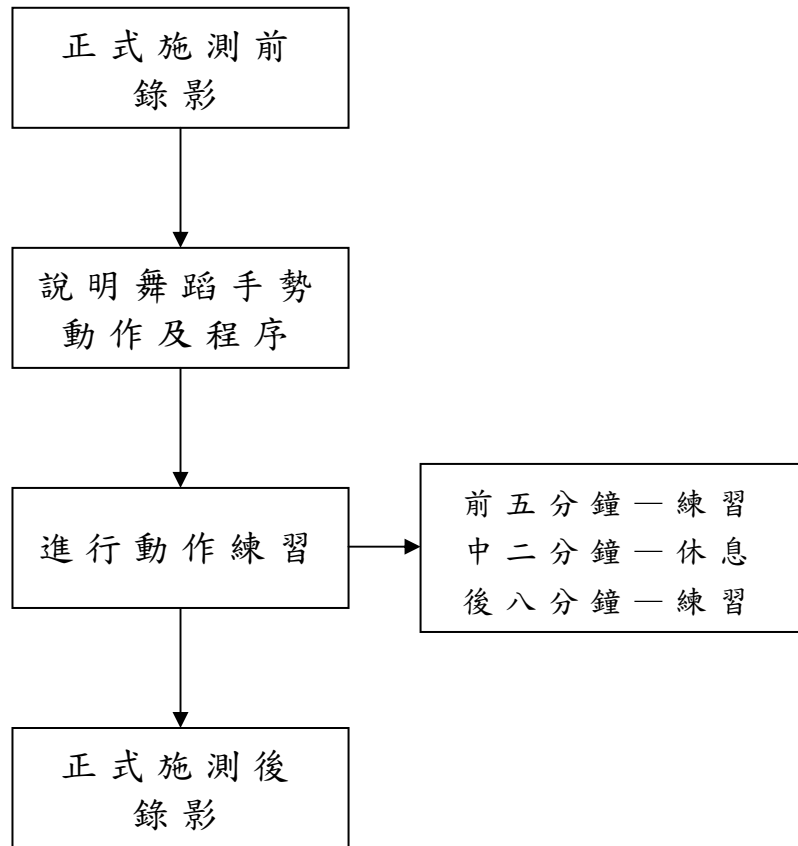 正式施測前
錄影
說明舞蹈手勢
動作及程序
進行動作練習
前五分鐘—練習
中二分鐘—休息
後八分鐘—練習
正式施測後
錄影